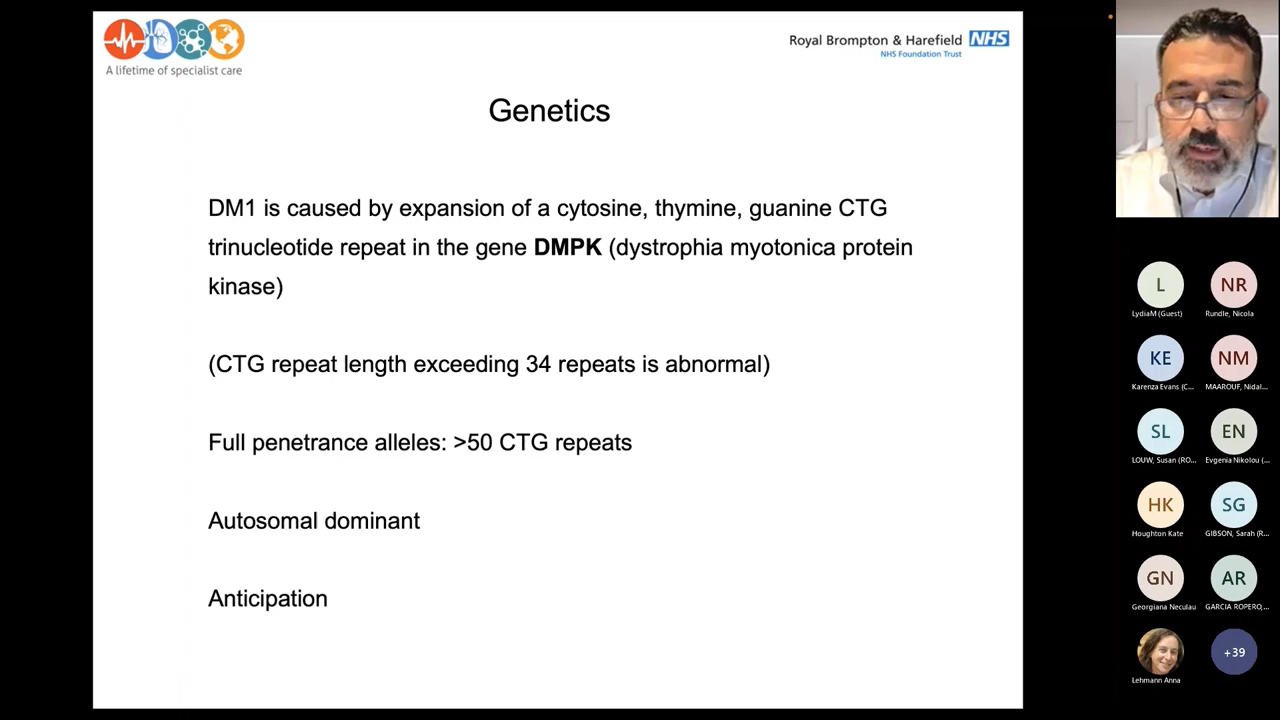 A lifetime of specialist care
Royal Brompton & Harefield NHS
NHS Foundation Trust
Genetics
DM1 is caused by expansion of a cytosine, thymine, guanine CTG
trinucleotide repeat in the gene DMPK (dystrophia myotonica protein
kinase)
(CTG repeat length exceeding 34 repeats is abnormal)
Full penetrance alleles: >50 CTG repeats
Autosomal dominant
Anticipation
L NR
LydiaM (Guest) Rundle, Nicola
KE NM
Karenza Evans (C... MAAROUF, Nidal...
SL EN
LOUW, Susan (RO... Evgenia Nikolou (...
HK SG
Houghton Kate GIBSON, Sarah (R...
GN AR
Georgiana Neculau GARCIA ROPERO,...
+39
Lehmann Anna